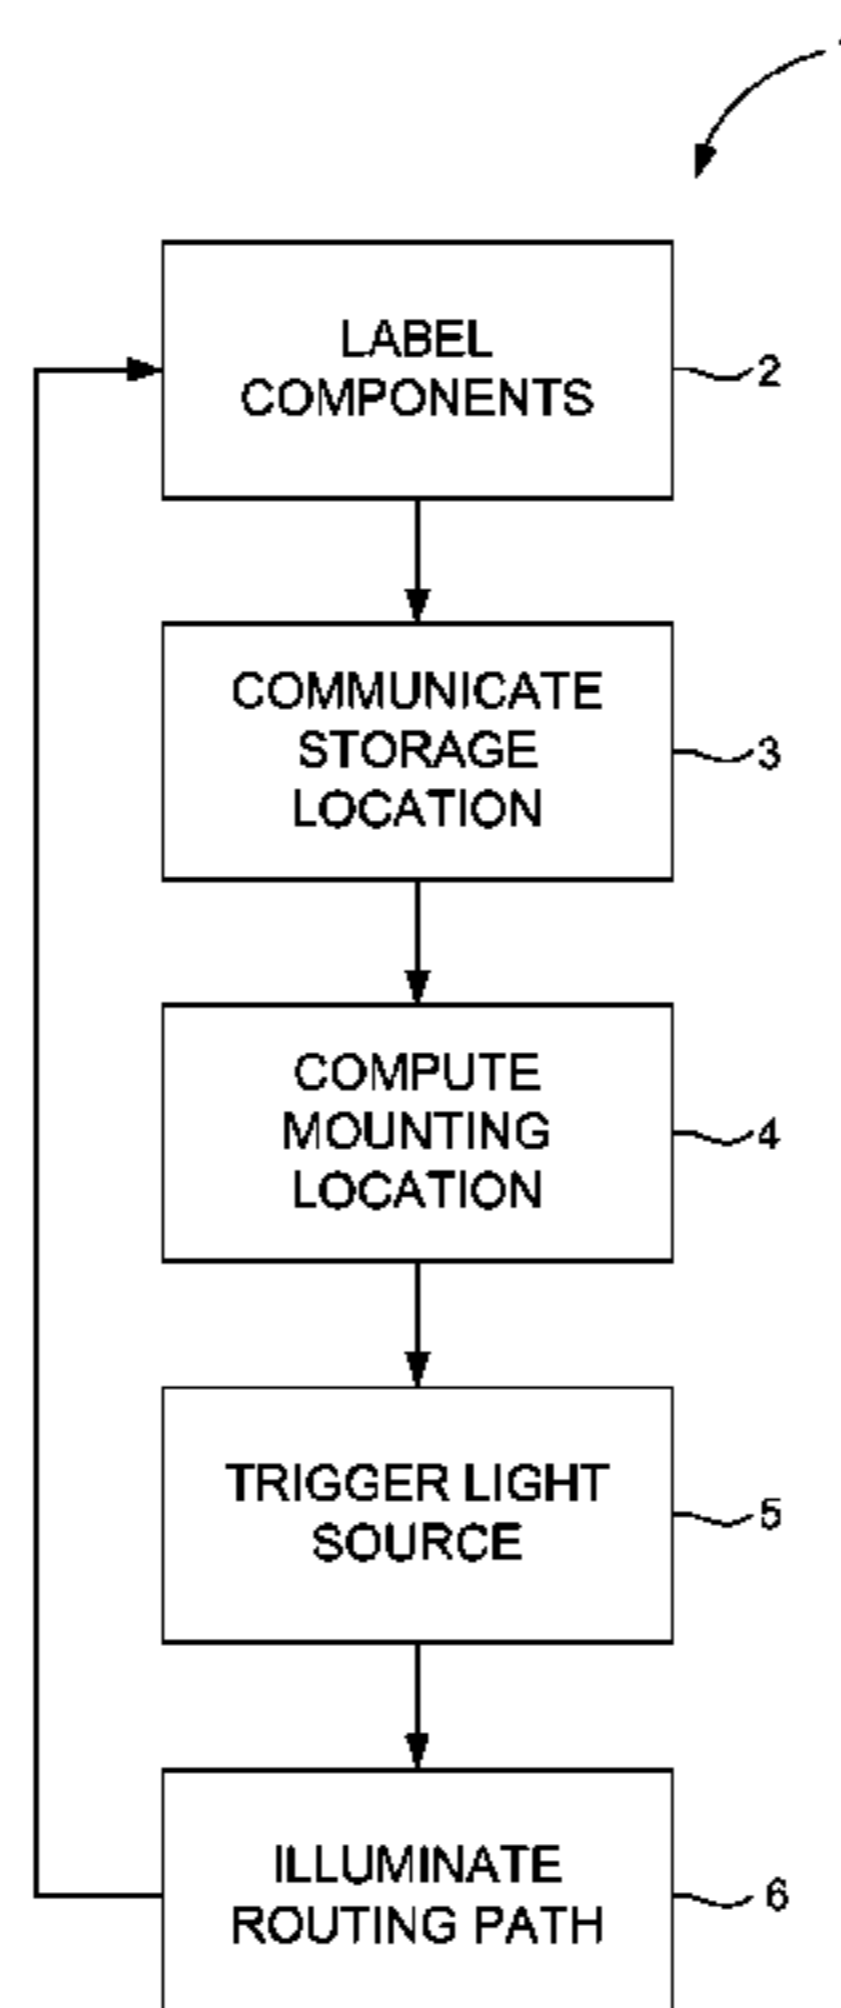 LABEL
COMPONENTS
2
COMMUNICATE
STORAGE
LOCATION
3
COMPUTE
MOUNTING
LOCATION
4
TRIGGER LIGHT
SOURCE
5
ILLUMINATE
ROUTING PATH
6